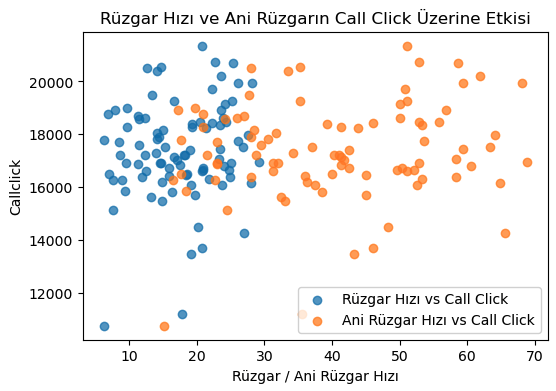 Rüzgar Hızı ve Ani Rüzgarın Call Click Üzerine Etkisi
Callclick
20000
18000
16000
14000
12000
10
20
30
40
50
60
70
Rüzgar / Ani Rüzgar Hızı
Rüzgar Hızı vs Call Click
Ani Rüzgar Hızı vs Call Click